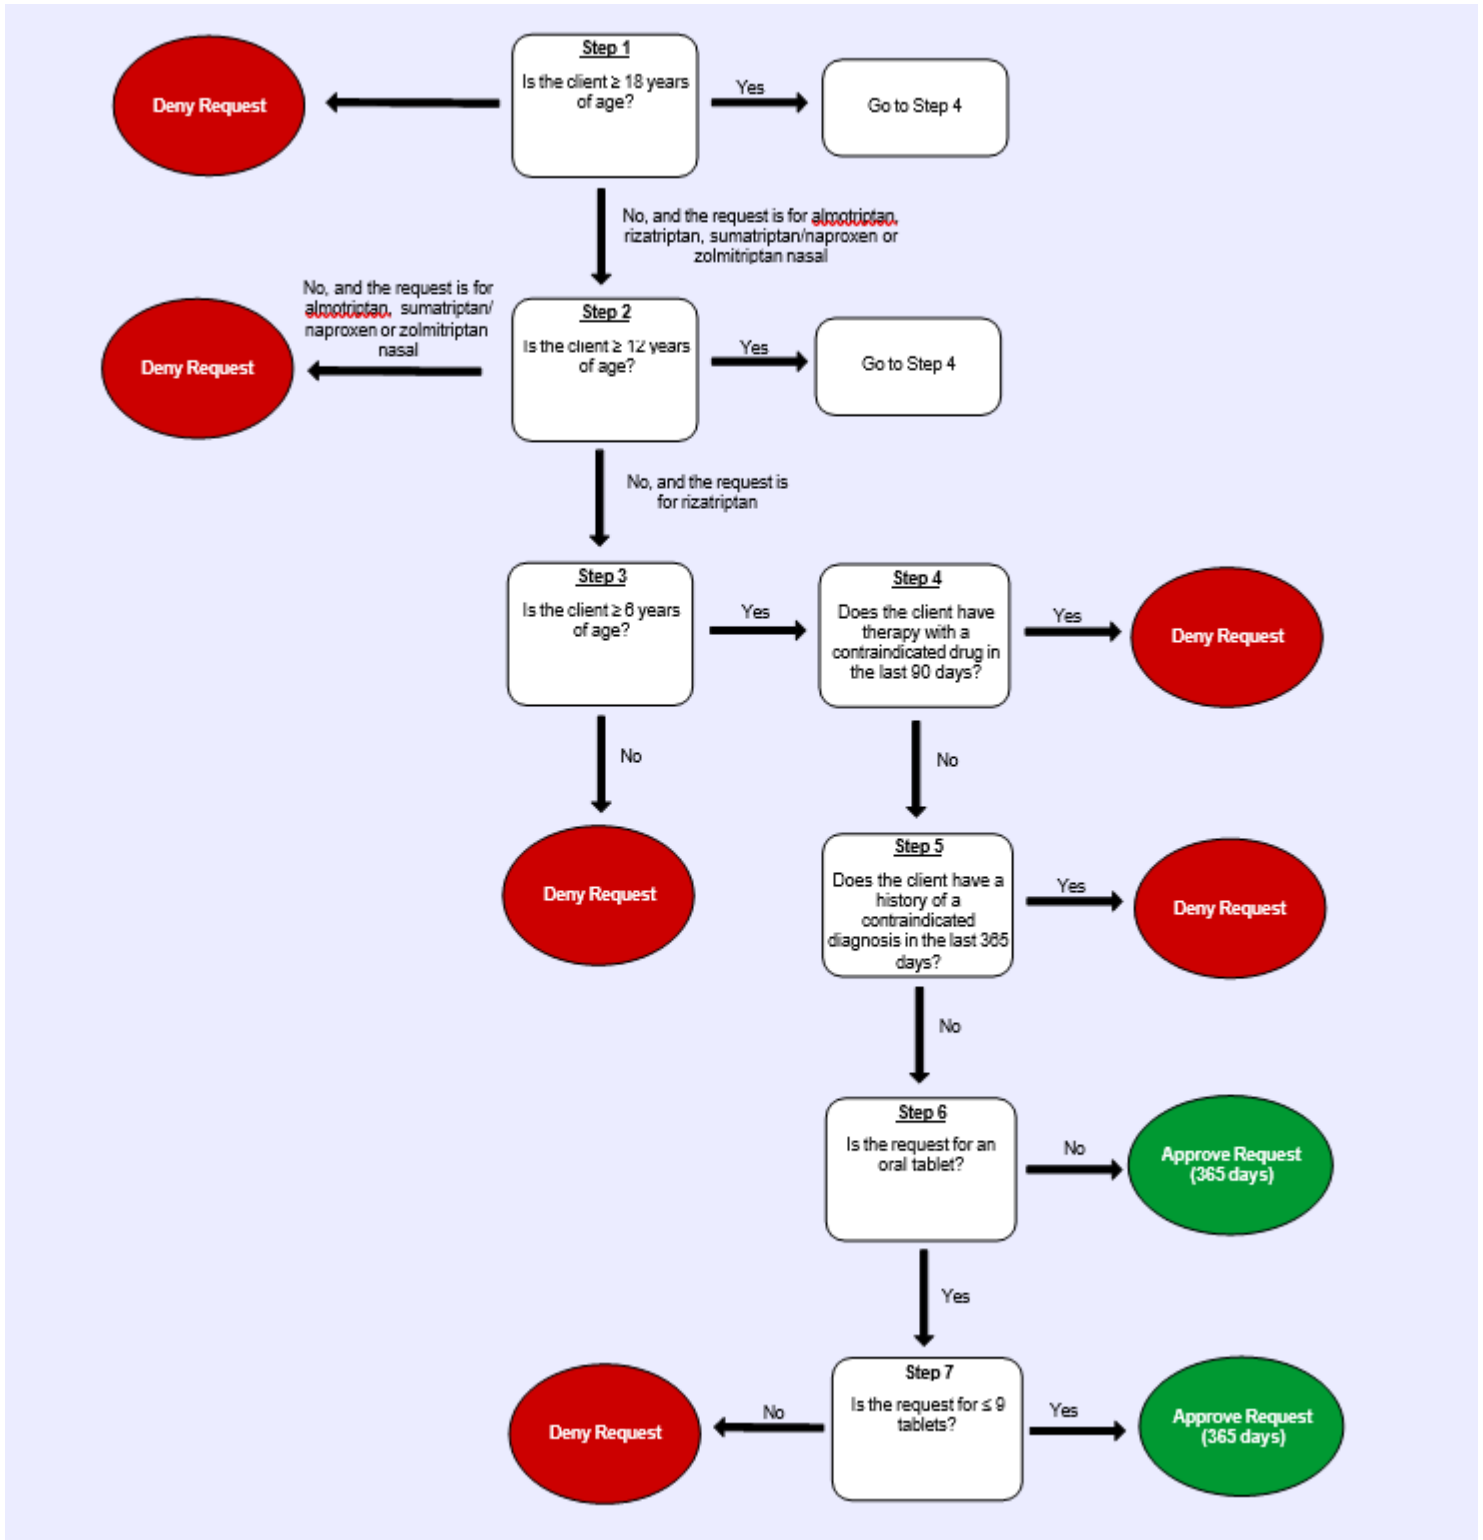 Step 1
Is the client ≥ 18 years
of age?
Deny Request
Yes
Go to Step 4
No, and the request is for almotriptan,
rizatriptan, sumatriptan/naproxen or
zolmitriptan nasal
No, and the request is for
almotriptan, sumatriptan/
naproxen or zolmitriptan
nasal
Deny Request
Step 2
Is the client ≥ 12 years
of age?
Yes
Go to Step 4
No, and the request is
for rizatriptan
Step 3
Is the client ≥ 6 years
of age?
Yes
Step 4
Does the client have
therapy with a
contraindicated drug in
the last 90 days?
Yes
Deny Request
No
No
Deny Request
Step 5
Does the client have a
history of a
contraindicated
diagnosis in the last 365
days?
Yes
Deny Request
No
Step 6
Is the request for an
oral tablet?
No
Approve Request
(365 days)
Yes
Step 7
Is the request for ≤ 9
tablets?
No
Deny Request
Yes
Approve Request
(365 days)